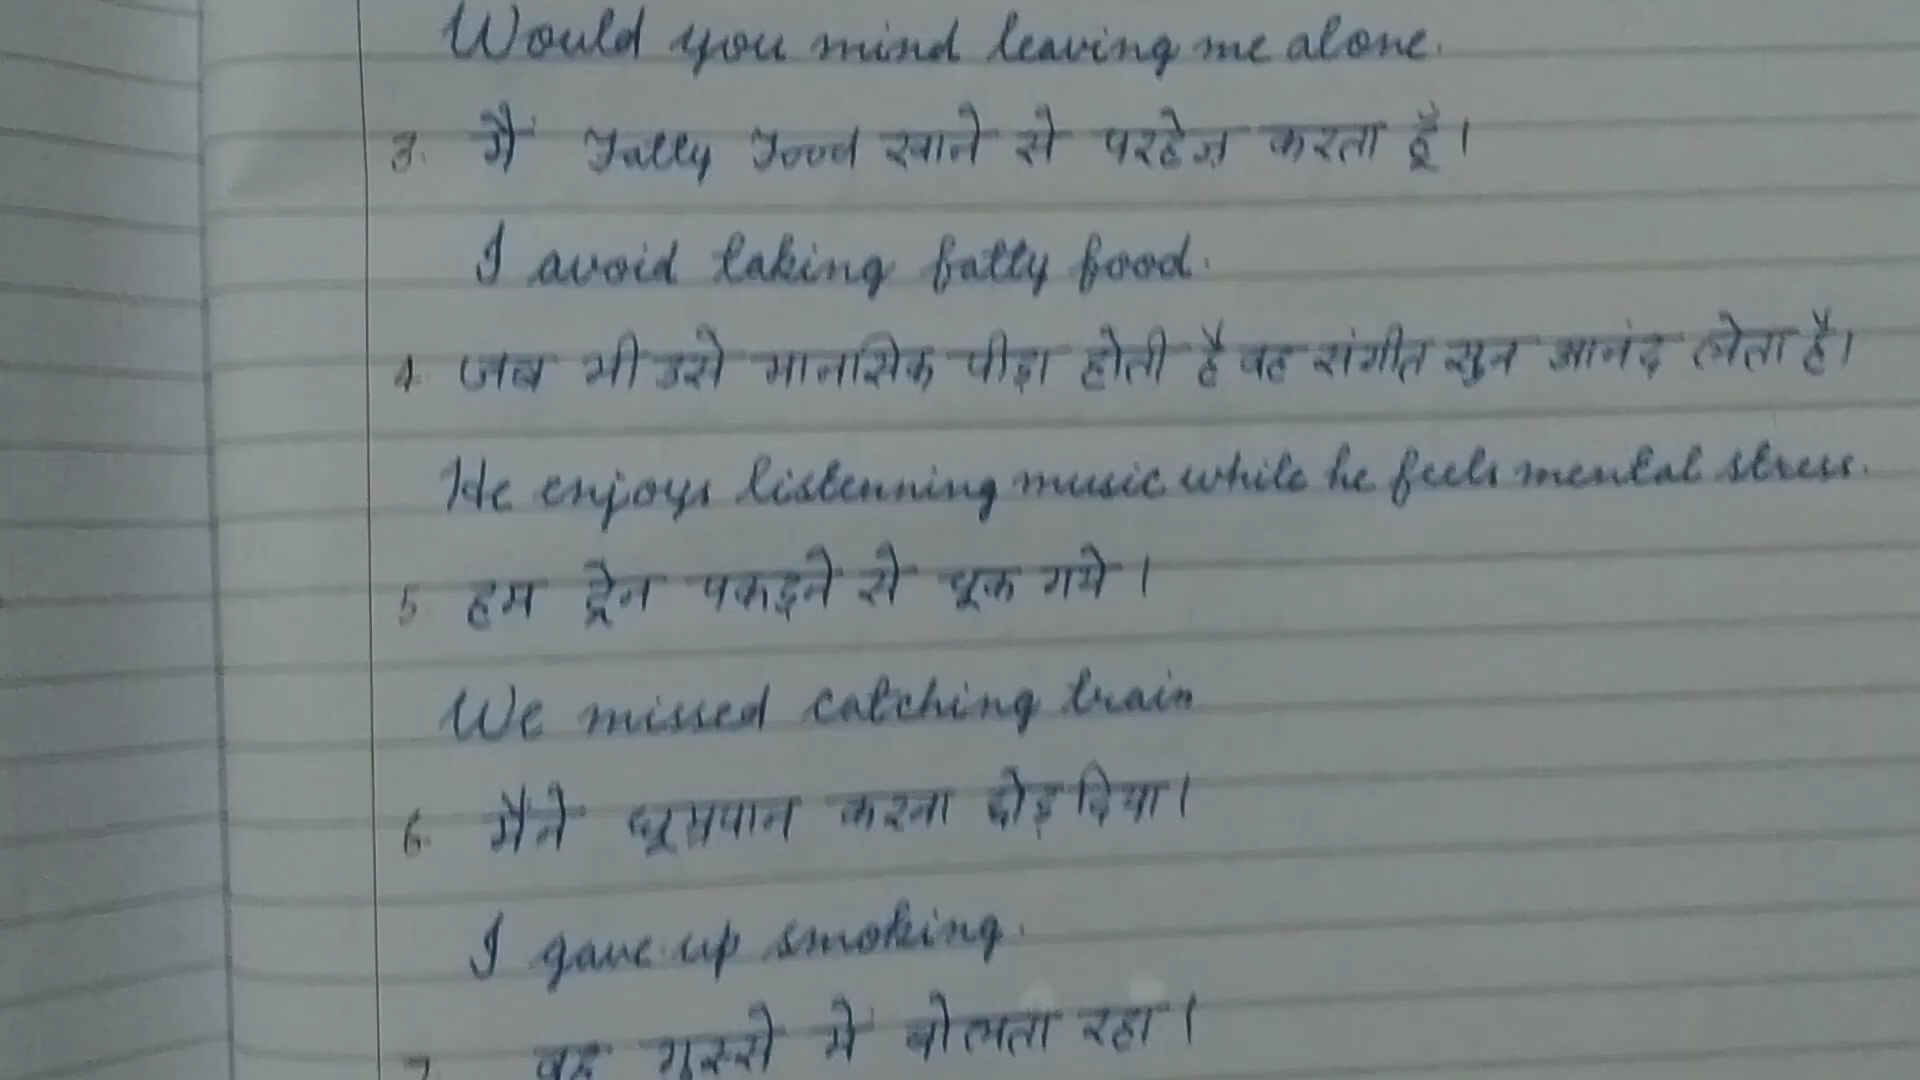 Would you mind leaving me alone.
3. मैं Fatty Food खाने से परहेज़ करता हूँ।
I avoid taking fatty food.
4. जब भी उसे मानसिक पीड़ा होती है वह संगीत सुन आनंद लेता है।
He enjoys listenning music while he feels mental stress.
5 हम ट्रेन पकड़ने से चूक गये।
We missed catching train
6. मैंने धूम्रपान करना छोड़ दिया।
I gave up smoking.
7. वह गुस्से में बोलता रहा।